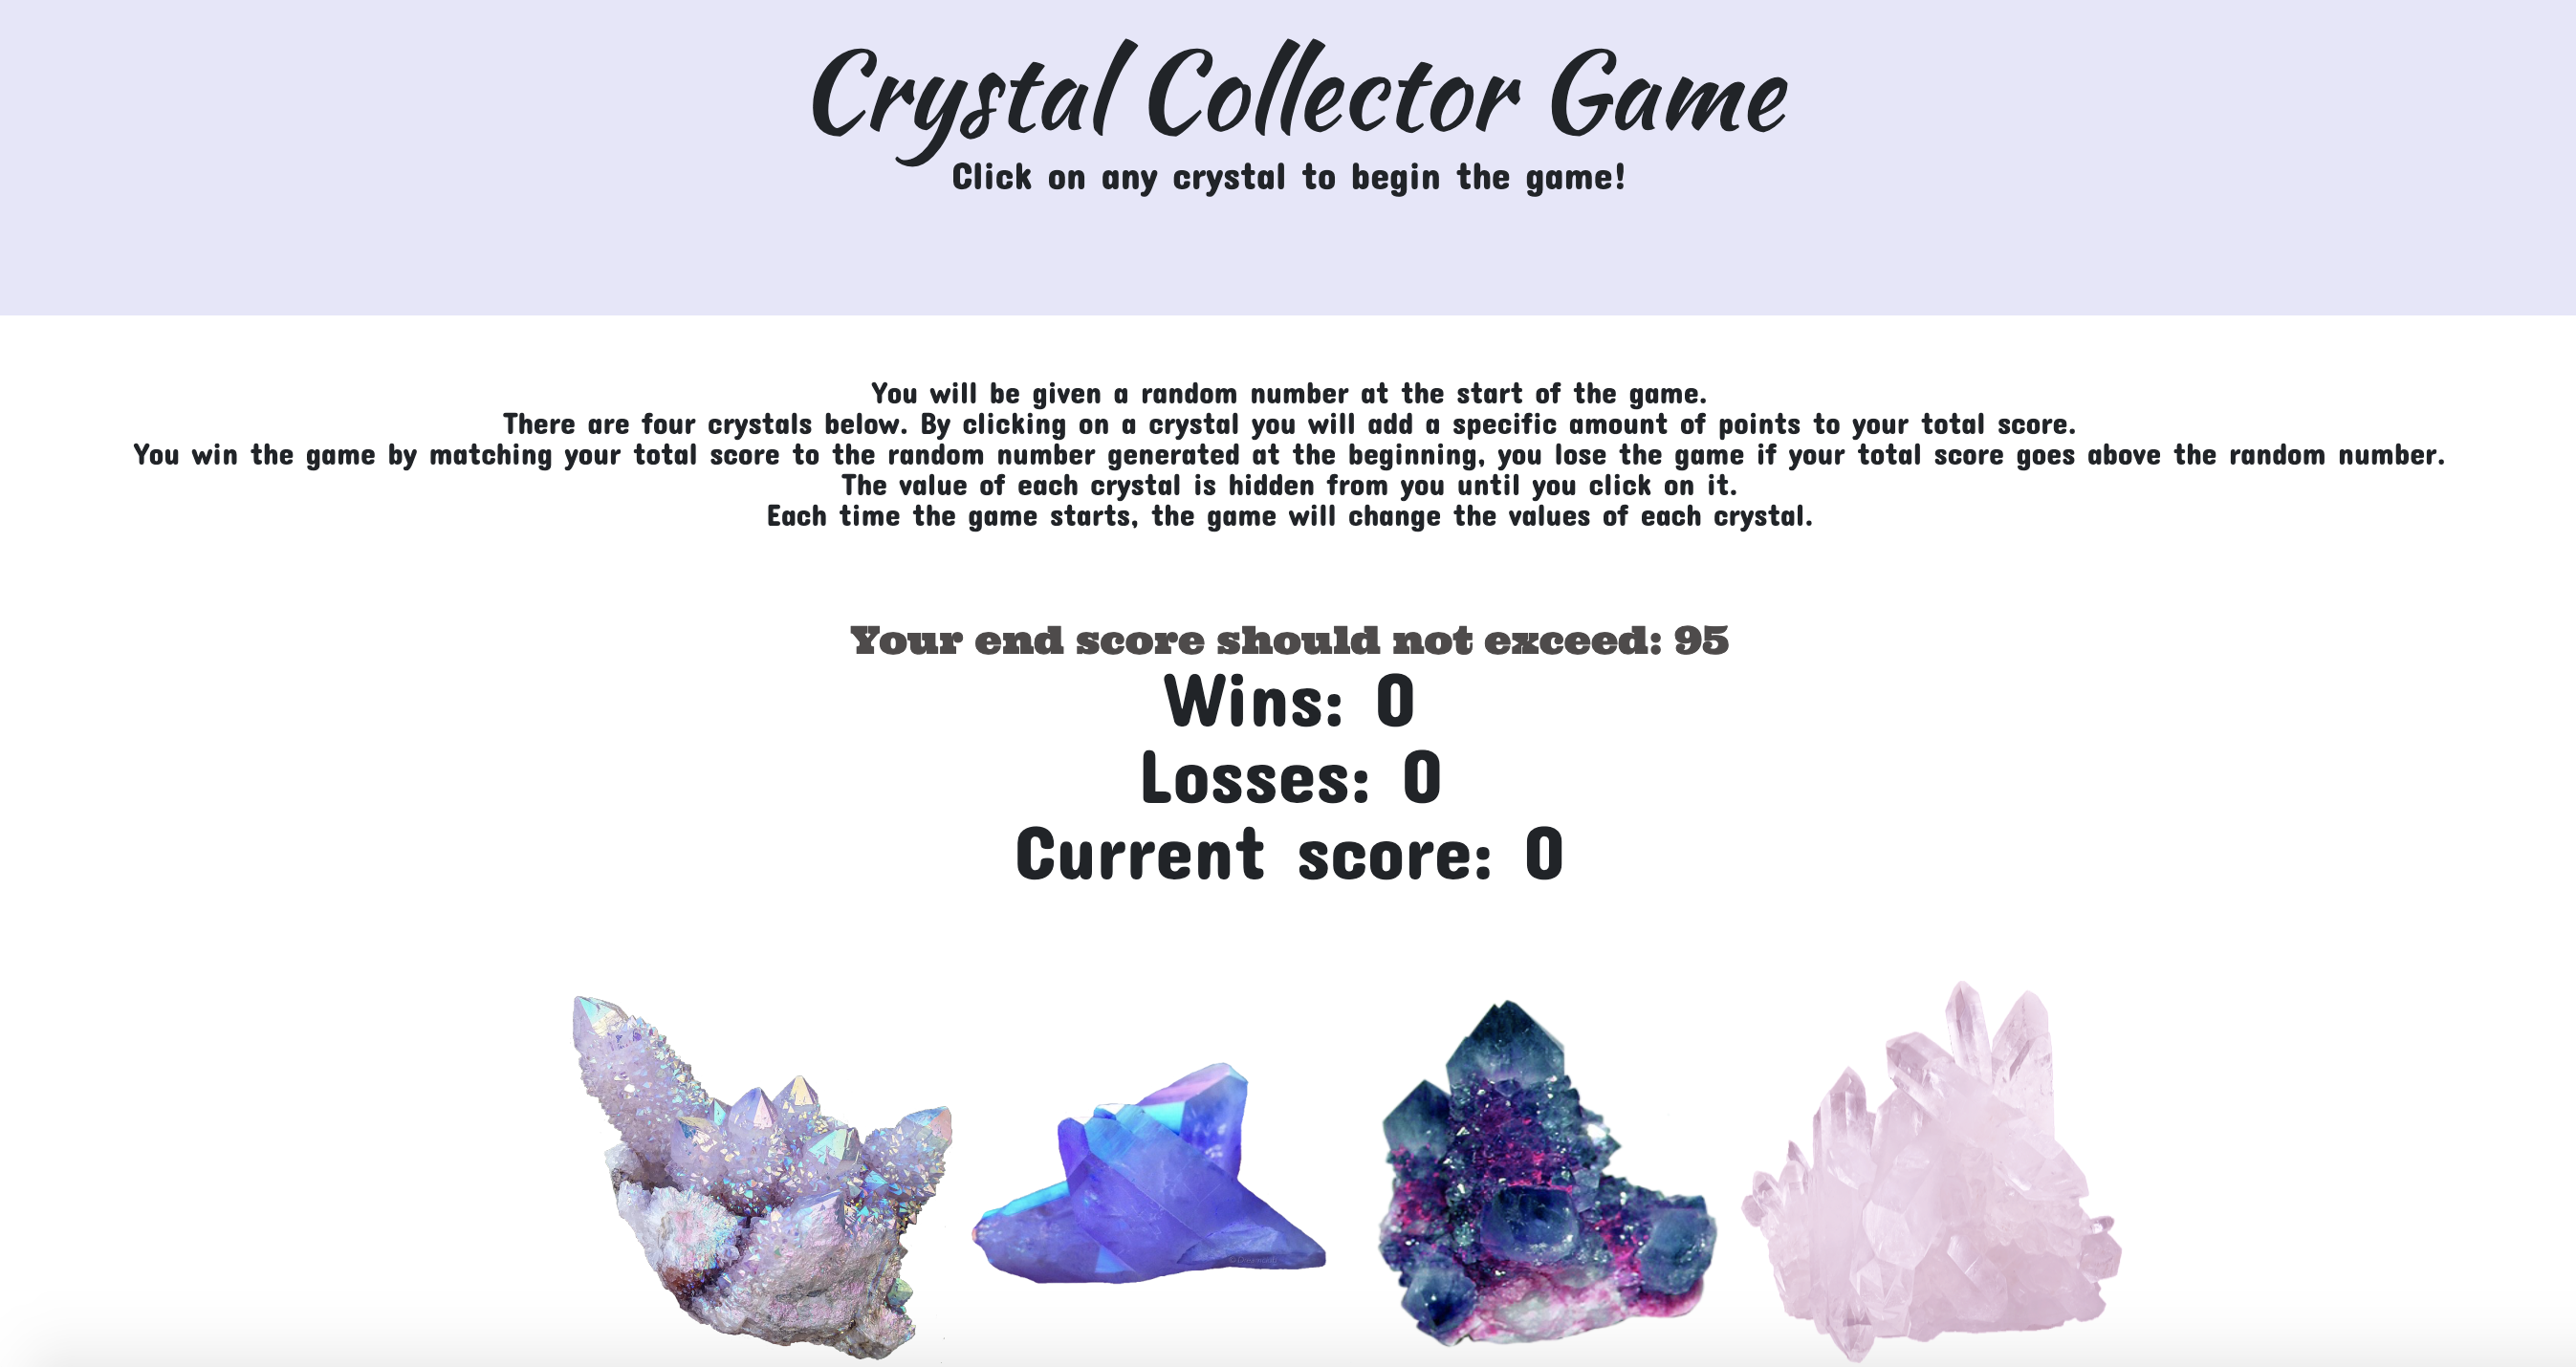 Crystal Collector Game
Click on any crystal to begin the game!
You will be given a random number at the start of the game.
There are four crystals below. By clicking on a crystal you will add a specific amount of points to your total score.
You win the game by matching your total score to the random number generated at the beginning, you lose the game if your total score goes above the random number.
The value of each crystal is hidden from you until you click on it.
Each time the game starts, the game will change the values of each crystal.
Your end score should not exceed: 95
Wins: 0
Losses: 0
Current score: 0